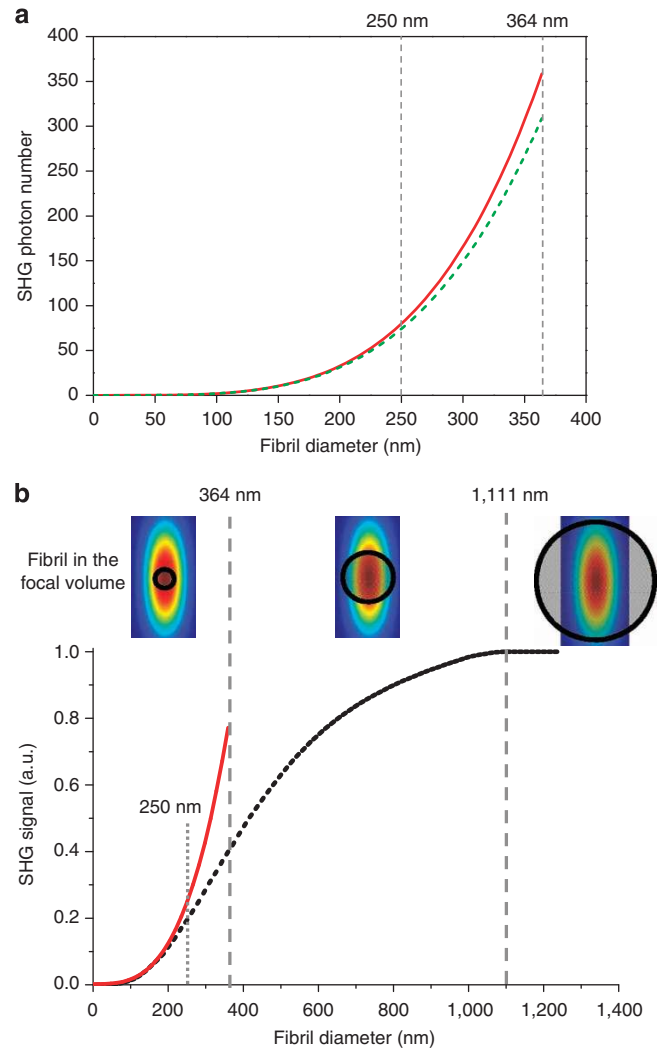 a
250 nm 364 nm
400
350
300
250
200
150
100
50
0
SHG photon number
0 50 100 150 200 250 300 350 400
Fibril diameter (nm)
b
364 nm 1,111 nm
Fibril in the
focal volume
1.0
0.8
0.6
0.4
0.2
0.0
SHG signal (a.u.)
250 nm
0 200 400 600 800 1,000 1,200 1,400
Fibril diameter (nm)